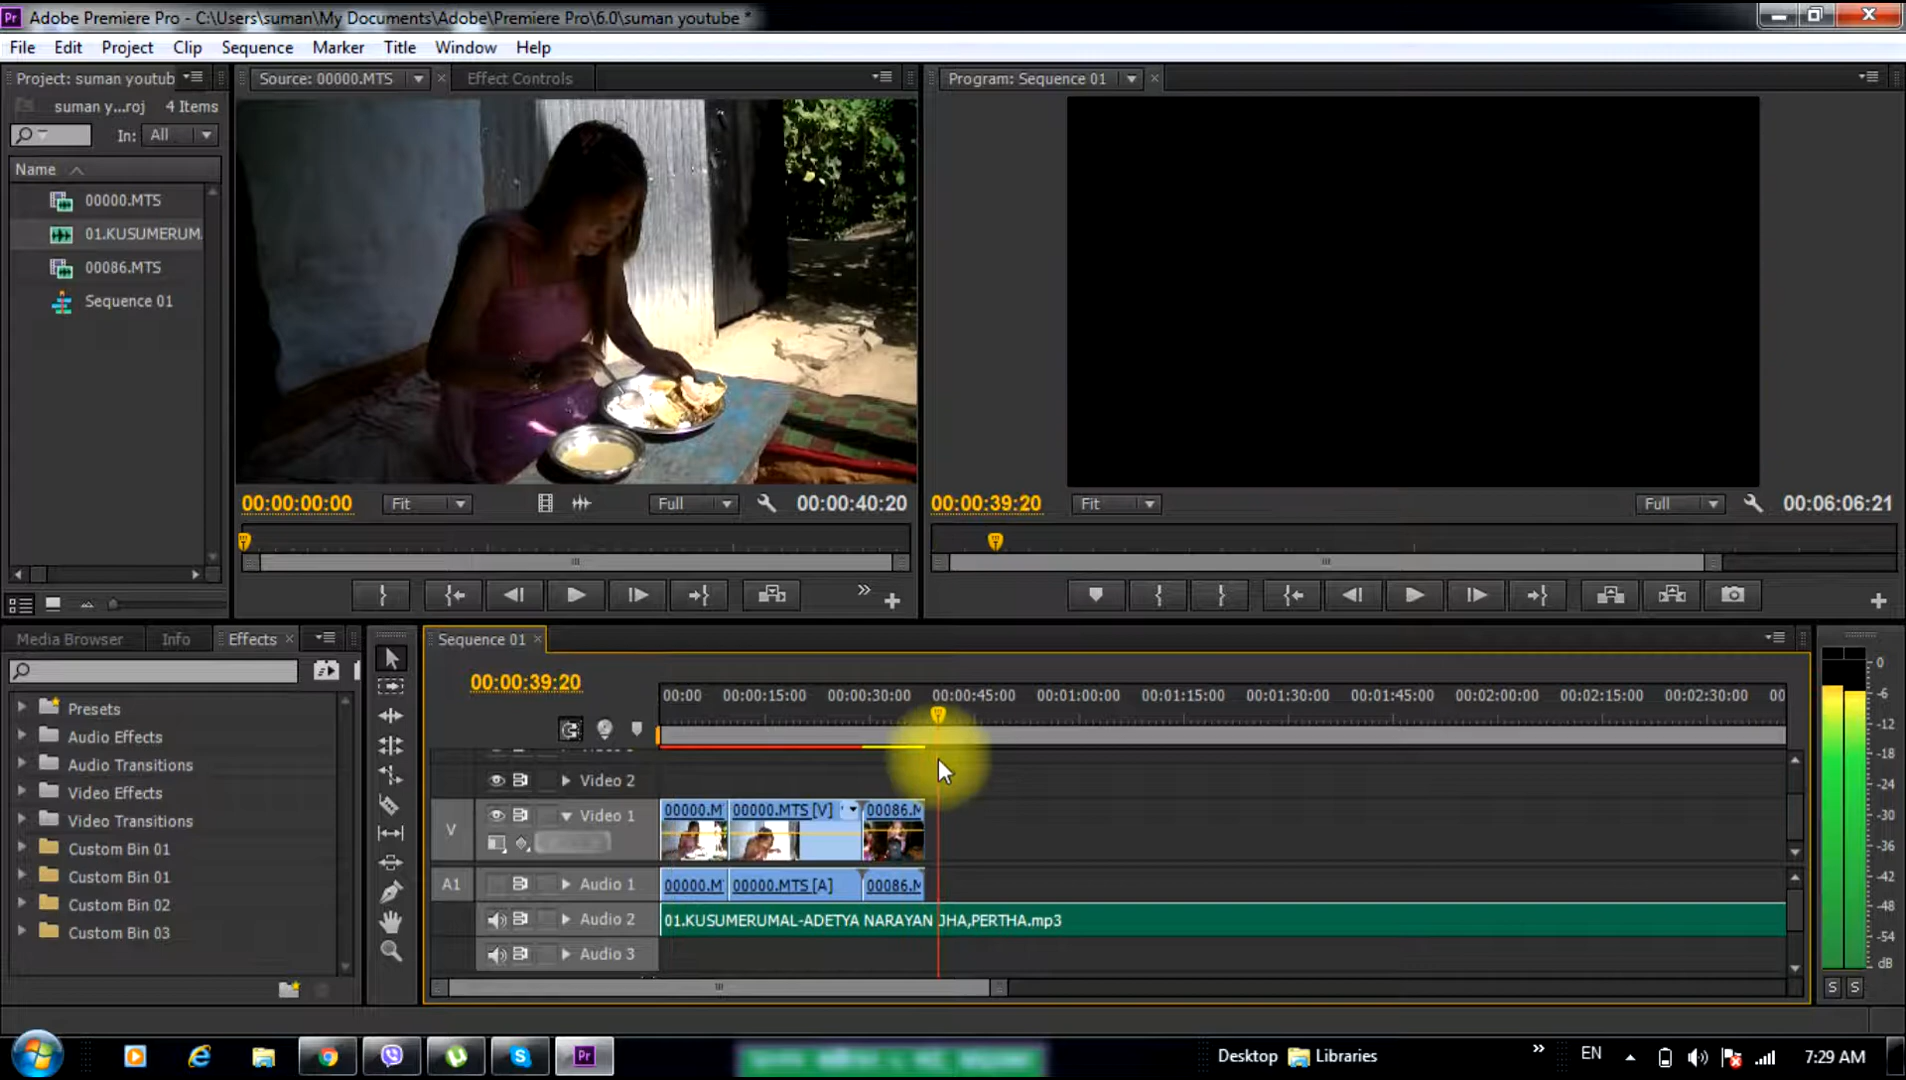 Adobe Premiere Pro - C:\Users\suman\My Documents\Adobe\Premiere Pro\6.0\suman youtube *
File Edit Project Clip Sequence Marker Title Window Help
Project: suman youtub
Source: 00000.MTS
Effect Controls
Program: Sequence 01
suman y...roj 4 Items
In: All
Name
00000.MTS
01.KUSUMERUM.
00086.MTS
Sequence 01
00:00:00:00 Fit Full 00:00:40:20
00:00:39:20 Fit Full 00:06:06:21
Media Browser Info Effects
Presets
Audio Effects
Audio Transitions
Video Effects
Video Transitions
Custom Bin 01
Custom Bin 01
Custom Bin 02
Custom Bin 03
Sequence 01
00:00:39:20
00:00 00:00:15:00 00:00:30:00 00:00:45:00 00:01:00:00 00:01:15:00 00:01:30:00 00:01:45:00 00:02:00:00 00:02:15:00 00:02:30:00 00
Video 2
V Video 1 00000.M 00000.MTS [V] 00086.M
A1 Audio 1 00000.M 00000.MTS [A] 00086.M
Audio 2 01.KUSUMERUMAL-ADETYA NARAYAN JHA,PERTHA.mp3
Audio 3
0
-6
-12
-18
-24
-30
-36
-42
-48
-54
dB
S S
Desktop Libraries EN 7:29 AM